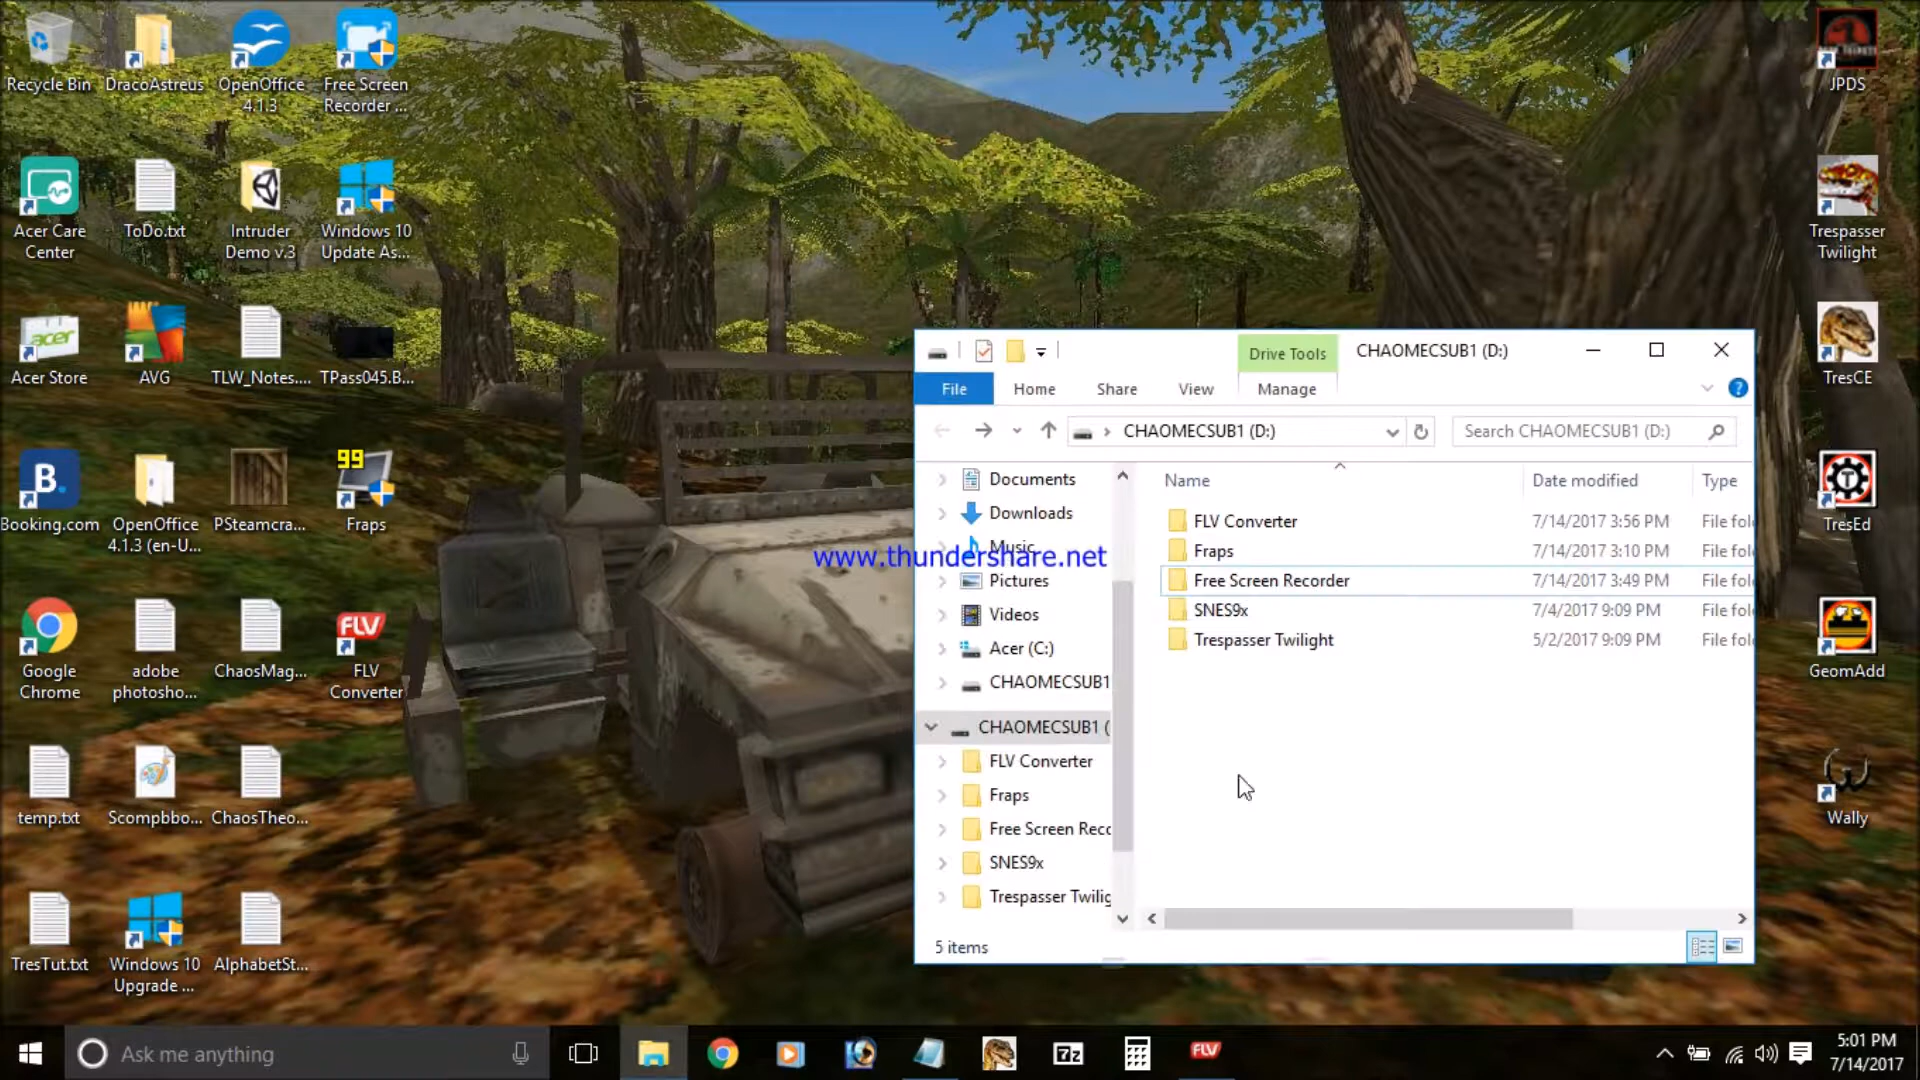 Recycle Bin
DracoAstreus
OpenOffice
4.1.3
Free Screen
Recorder ...
JPDS
Acer Care
Center
ToDo.txt
Intruder
Demo v.3
Windows 10
Update As...
Trespasser
Twilight
acer
Acer Store
AVG
TLW_Notes....
TPass045.B...
TresCE
B.
Booking.com
OpenOffice
4.1.3 (en-U...
PSteamcra...
99
Fraps
TresEd
Google
Chrome
adobe
photosho...
ChaosMag...
FLV
FLV
Converter
GeomAdd
temp.txt
Scompbbo...
ChaosTheo...
Wally
TresTut.txt
Windows 10
Upgrade ...
AlphabetSt...
Drive Tools
CHAOMECSUB1 (D:)
File
Home
Share
View
Manage
CHAOMECSUB1 (D:)
Search CHAOMECSUB1 (D:)
Documents
Downloads
Music
Pictures
Videos
Acer (C:)
CHAOMECSUB1
CHAOMECSUB1 (
FLV Converter
Fraps
Free Screen Reco
SNES9x
Trespasser Twilig
Name
Date modified
Type
FLV Converter
7/14/2017 3:56 PM
File fol
Fraps
7/14/2017 3:10 PM
File fol
Free Screen Recorder
7/14/2017 3:49 PM
File fol
SNES9x
7/4/2017 9:09 PM
File fol
Trespasser Twilight
5/2/2017 9:09 PM
File fol
5 items
www.thundershare.net
Ask me anything
7z
FLV
5:01 PM
7/14/2017